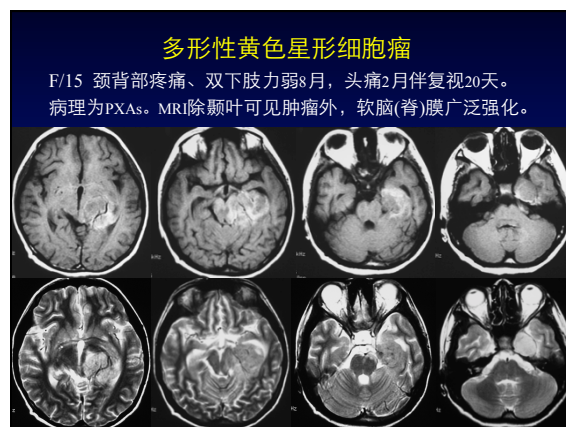 多形性黄色星形细胞瘤
F/15 颈背部疼痛、双下肢力弱8月，头痛2月伴复视20天。
病理为PXAs。MRI除颞叶可见肿瘤外，软脑(脊)膜广泛强化。